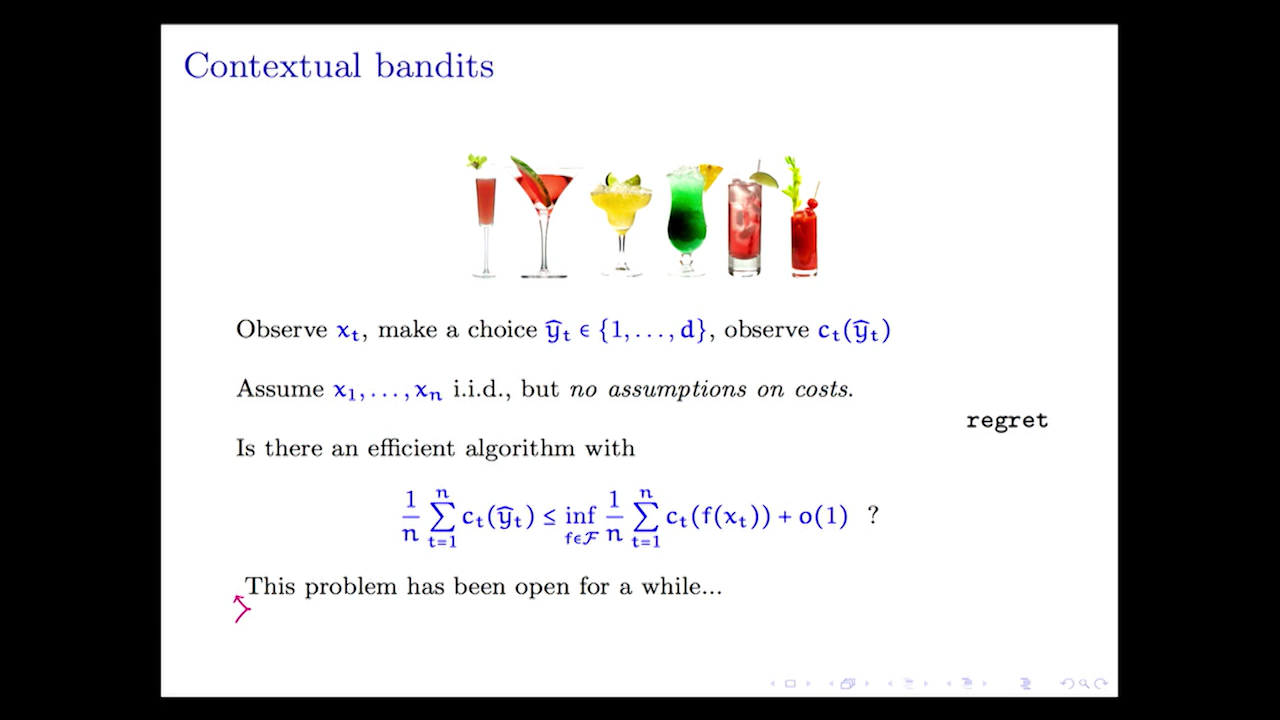 Contextual bandits
Observe xₜ, make a choice ŷₜ ∈ {1, . . . , d}, observe cₜ(ŷₜ)
Assume x₁, . . . , xₙ i.i.d., but no assumptions on costs.
regret
Is there an efficient algorithm with
1/n ∑ₜ₌₁ⁿ cₜ(ŷₜ) ≤ inf_{f∈ℱ} 1/n ∑ₜ₌₁ⁿ cₜ(f(xₜ)) + o(1) ?
This problem has been open for a while...